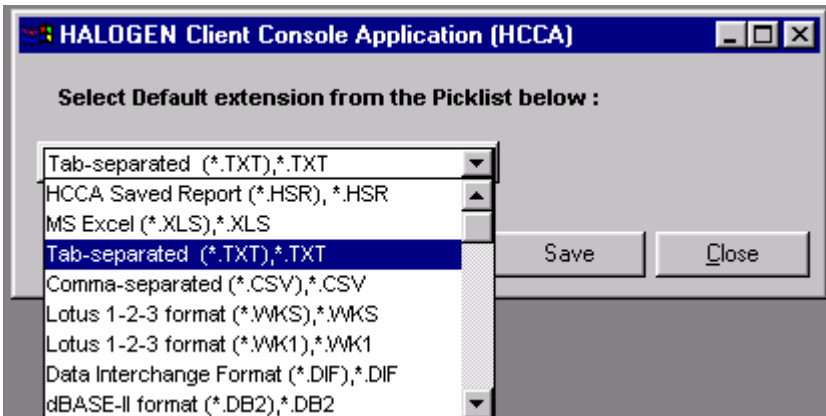 HALOGEN Client Console Application (HCCA)
Select Default extension from the Picklist below :
Tab-separated (*.TXT),*.TXT
HCCA Saved Report (*.HSR), *.HSR
MS Excel (*.XLS),*.XLS
Tab-separated (*.TXT),*.TXT
Comma-separated (*.CSV),*.CSV
Lotus 1-2-3 format (*.WKS),*.WKS
Lotus 1-2-3 format (*.WK1),*.WK1
Data Interchange Format (*.DIF),*.DIF
dBASE-II format (*.DB2),*.DB2
Save
Close